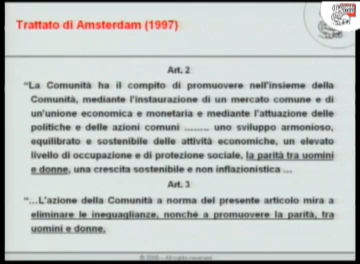 Trattato di Amsterdam (1997)
Art. 2
“La Comunità ha il compito di promuovere nell'insieme della
Comunità, mediante l'instaurazione di un mercato comune e di
un'unione economica e monetaria e mediante l'attuazione delle
politiche e delle azioni comuni ........ uno sviluppo armonioso,
equilibrato e sostenibile delle attività economiche, un elevato
livello di occupazione e di protezione sociale, la parità tra uomini
e donne, una crescita sostenibile e non inflazionistica ...
Art. 3
“...L'azione della Comunità a norma del presente articolo mira a
eliminare le ineguaglianze, nonché a promuovere la parità, tra
uomini e donne.
All rights reserved